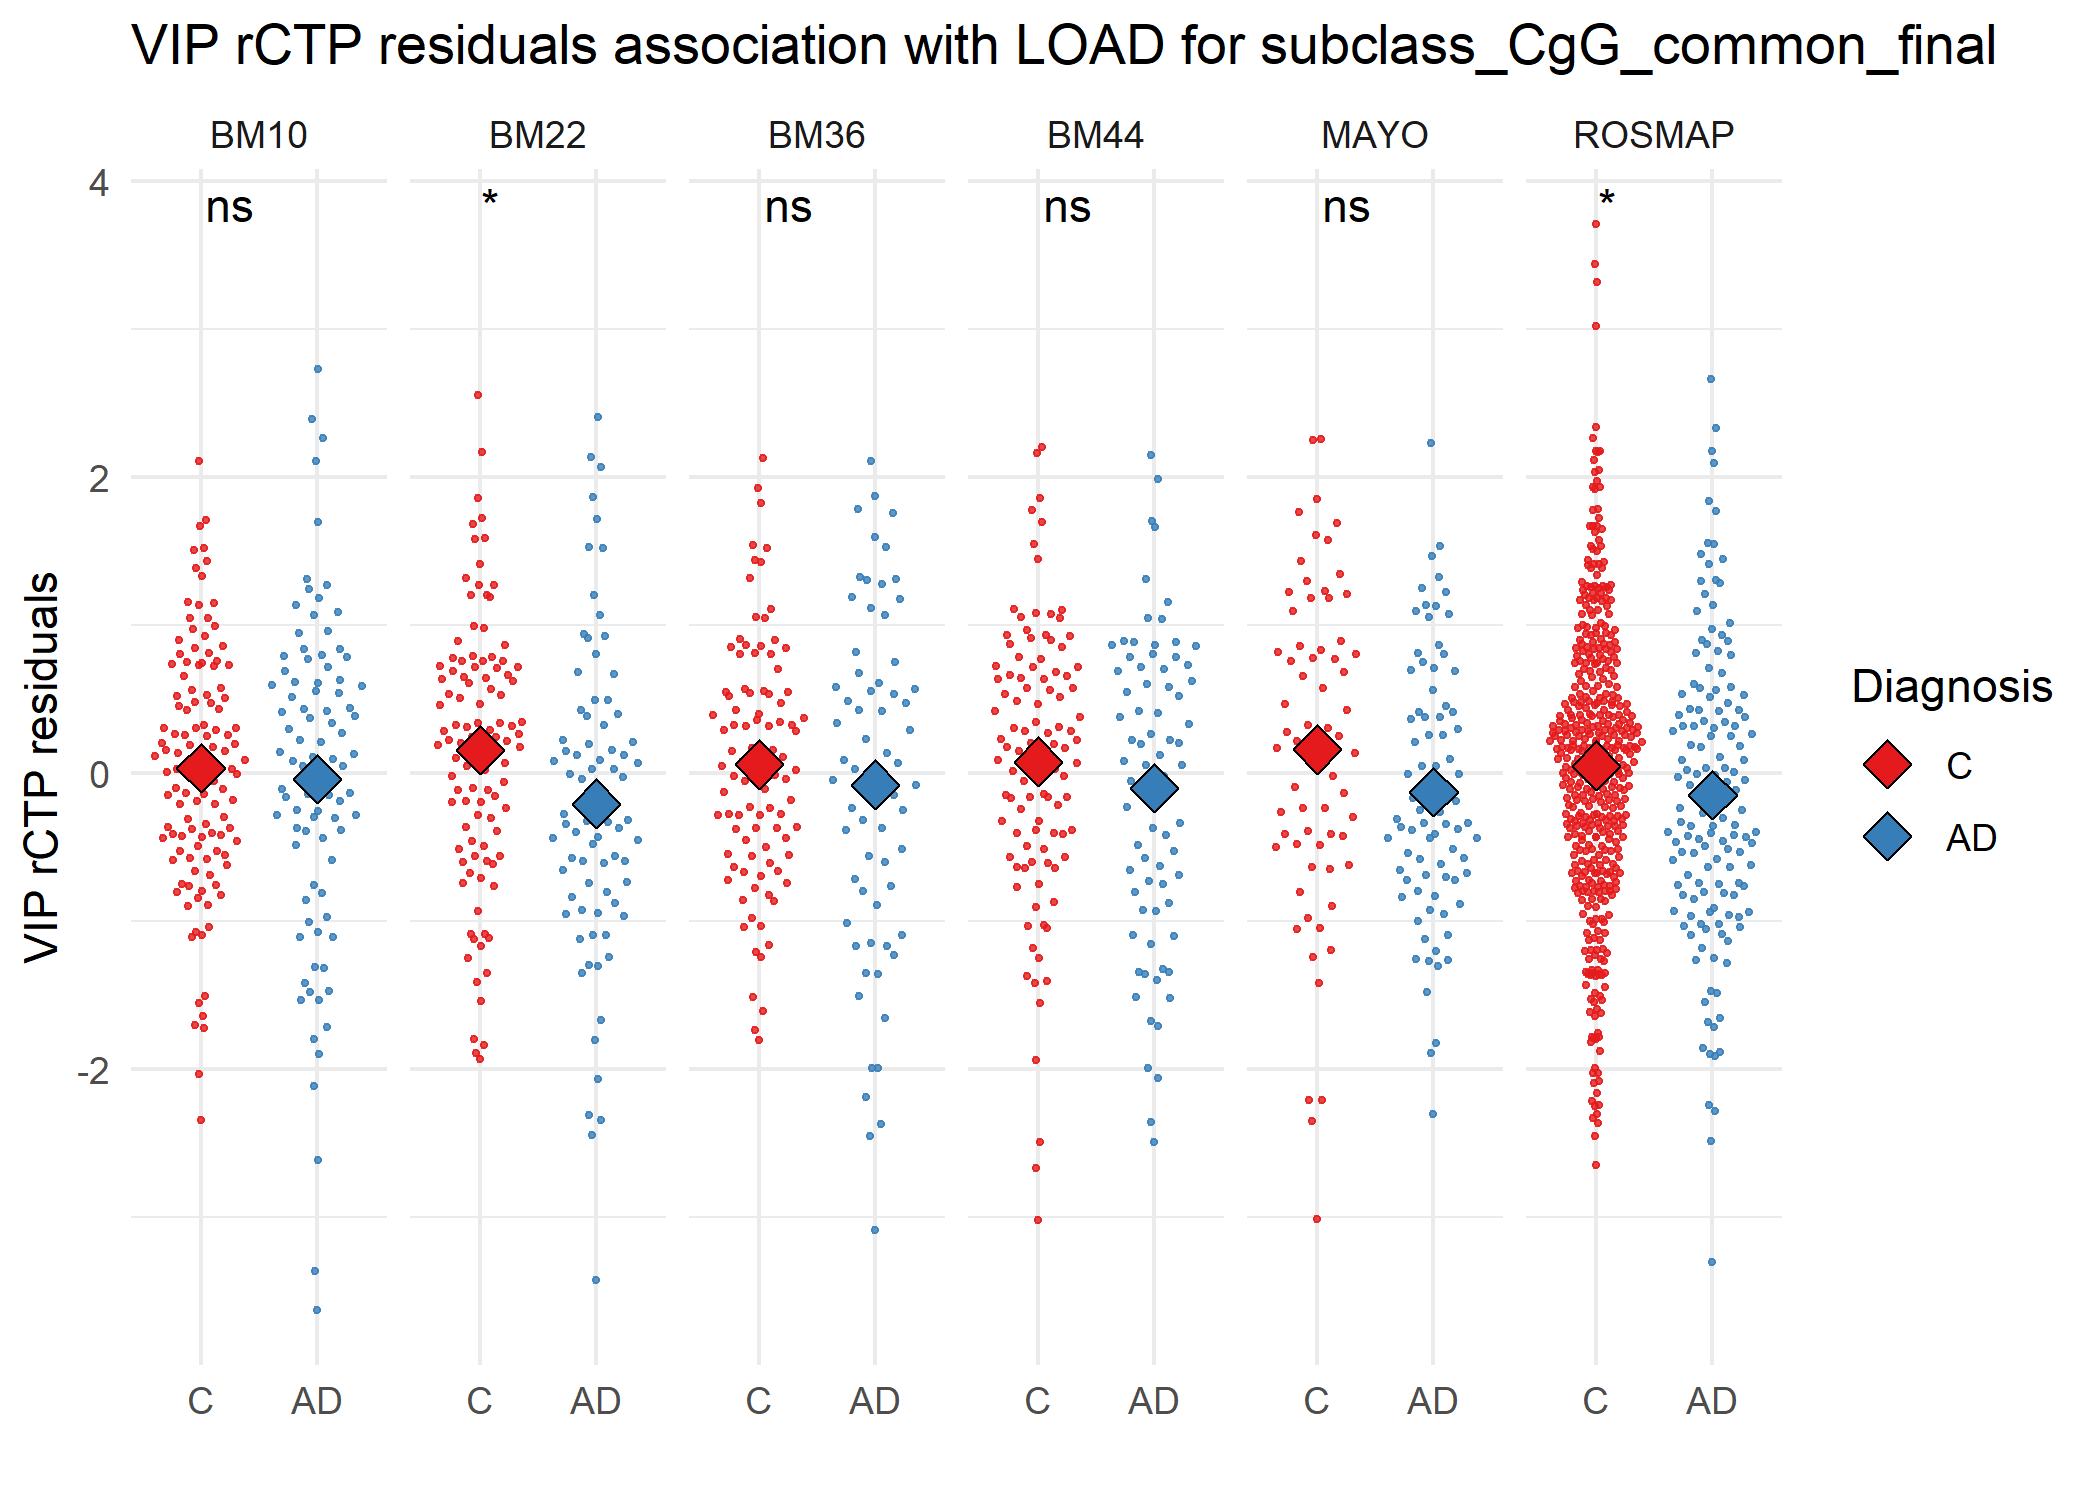 VIP rCTP residuals association with LOAD for subclass_CgG_common_final
BM10 BM22 BM36 BM44 MAYO ROSMAP
ns * ns ns ns *
4
2
0
-2
VIP rCTP residuals
C AD C AD C AD C AD C AD C AD
Diagnosis
C
AD